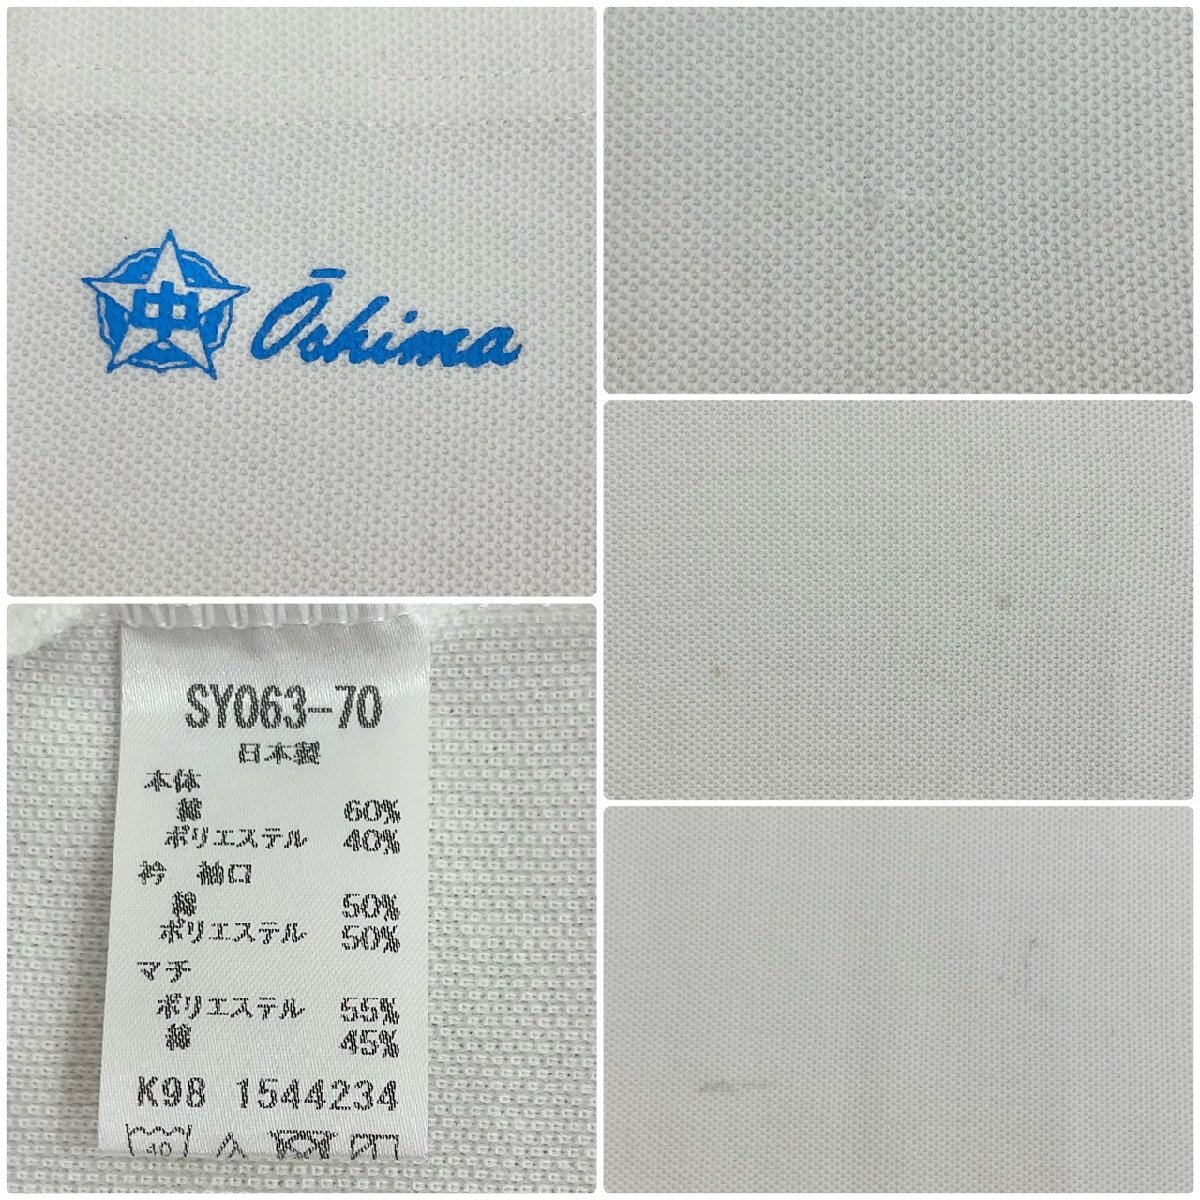 中 Ōshima
SY063-70
日本製
本体
綿 60%
ポリエステル 40%
衿 袖口
綿 50%
ポリエステル 50%
マチ
ポリエステル 55%
綿 45%
K98 1544234
40